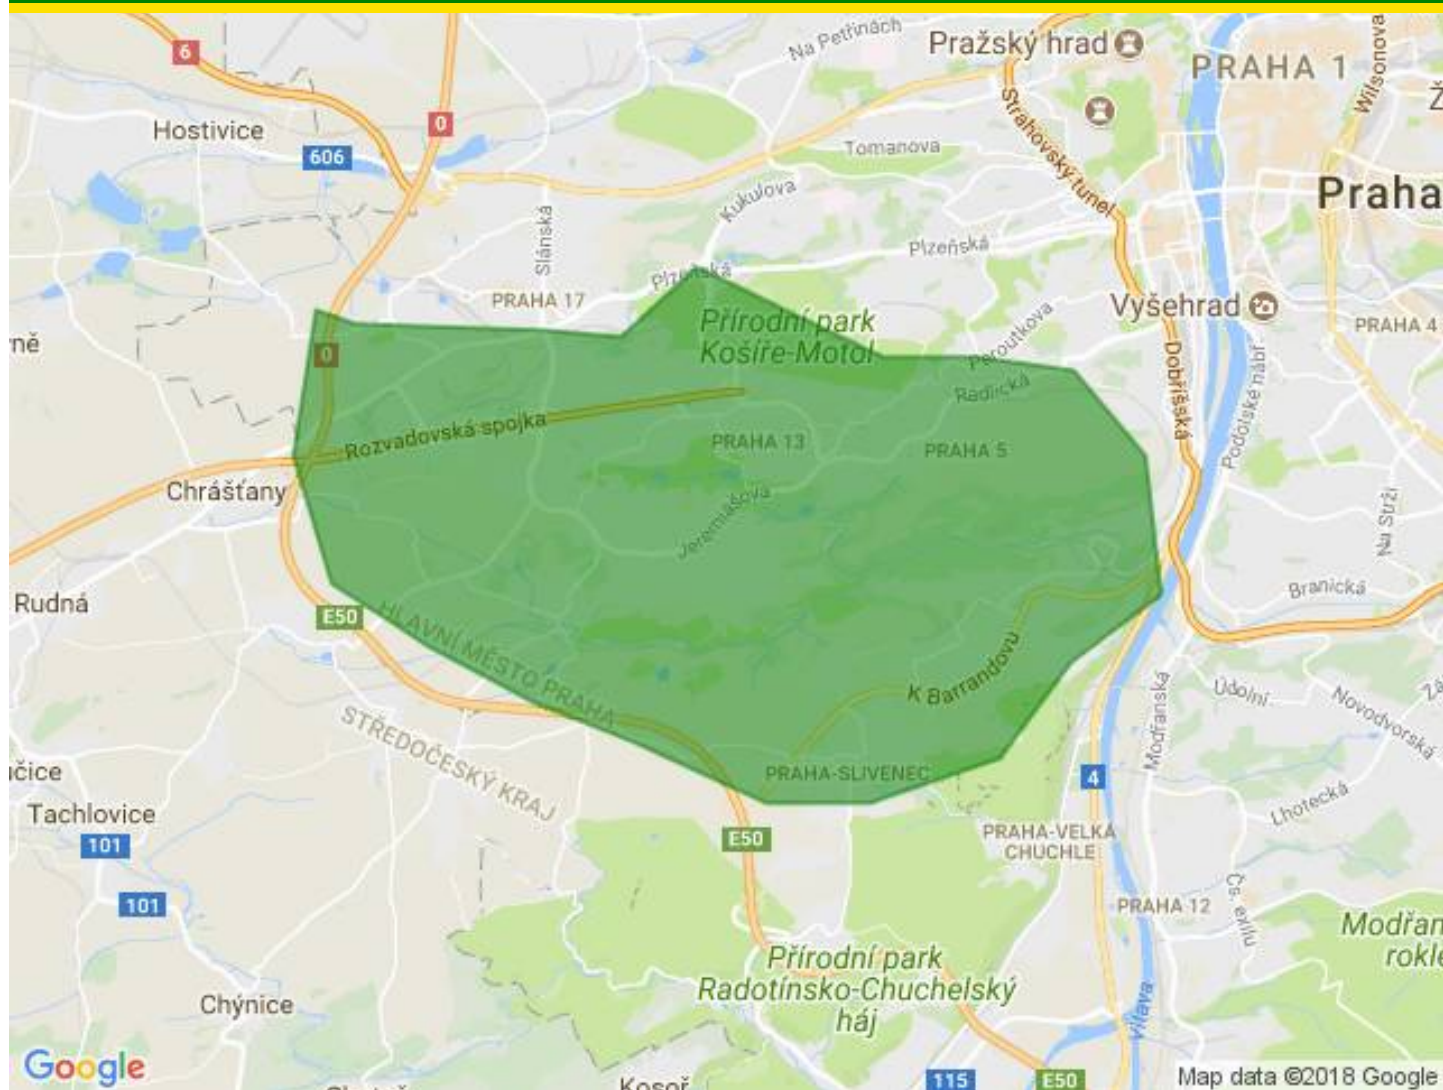 Na Petřinách
Pražský hrad
PRAHA 1
Wilsonova
6
0
Hostivice
606
Strahovský tunel
Tomanova
Praha
Kukulova
Slánská
Plzeňská
Plzeňská
PRAHA 17
Vyšehrad
PRAHA 4
Přírodní park
Košíře-Motol
Peroutkova
Radlická
Dobříšská
Podolské nábř.
0
Rozvadovská spojka
PRAHA 13
PRAHA 5
Chrášťany
Jeremiášova
Na Strži
Rudná
E50
Branická
HLAVNÍ MĚSTO PRAHA
STŘEDOČESKÝ KRAJ
K Barrandovu
Údolní
Novodvorská
Modřanská
PRAHA-SLIVENEC
4
Tachlovice
101
E50
Lhotecká
PRAHA-VELKÁ
CHUCHLE
101
PRAHA 12
Čs. exilu
Přírodní park
Radotínsko-Chuchelský
háj
Chýnice
Vltava
Google
Kosoř
115
E50
Map data ©2018 Google